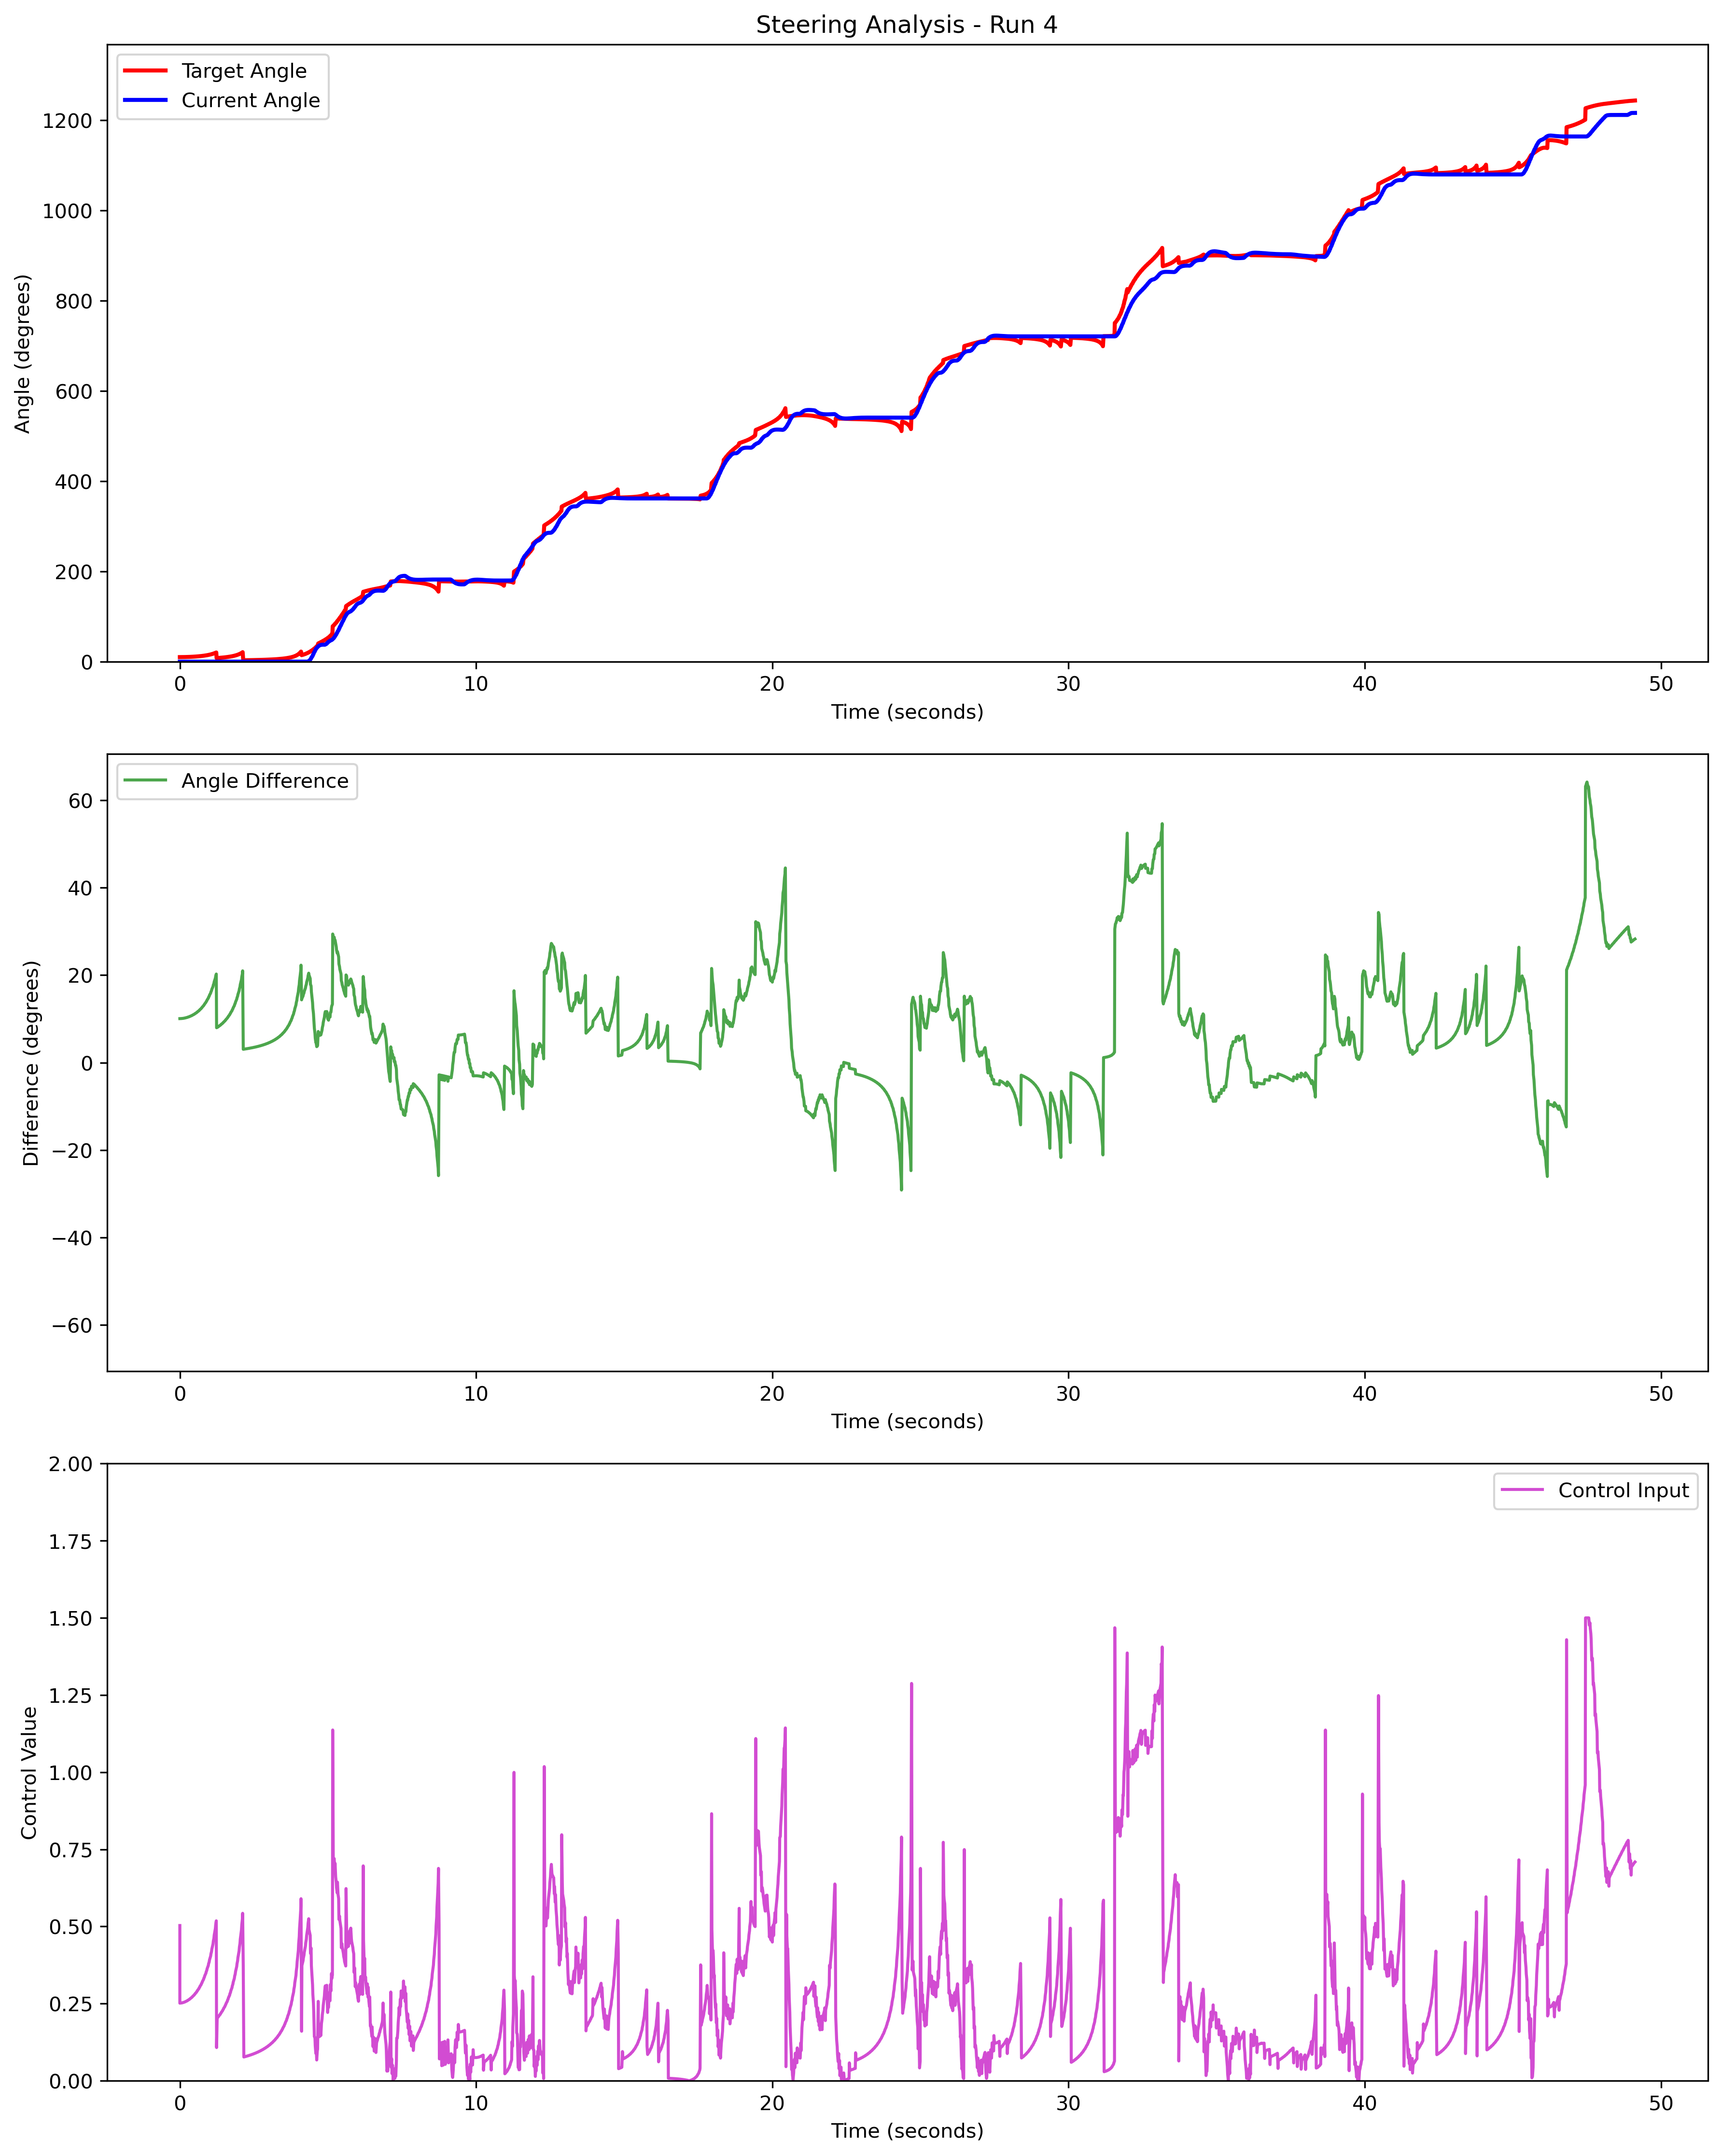 Steering Analysis - Run 4
Target Angle
Current Angle
Angle (degrees)
1200
1000
800
600
400
200
0
0 10 20 30 40 50
Time (seconds)
Angle Difference
Difference (degrees)
60
40
20
0
−20
−40
−60
0 10 20 30 40 50
Time (seconds)
Control Input
Control Value
2.00
1.75
1.50
1.25
1.00
0.75
0.50
0.25
0.00
0 10 20 30 40 50
Time (seconds)